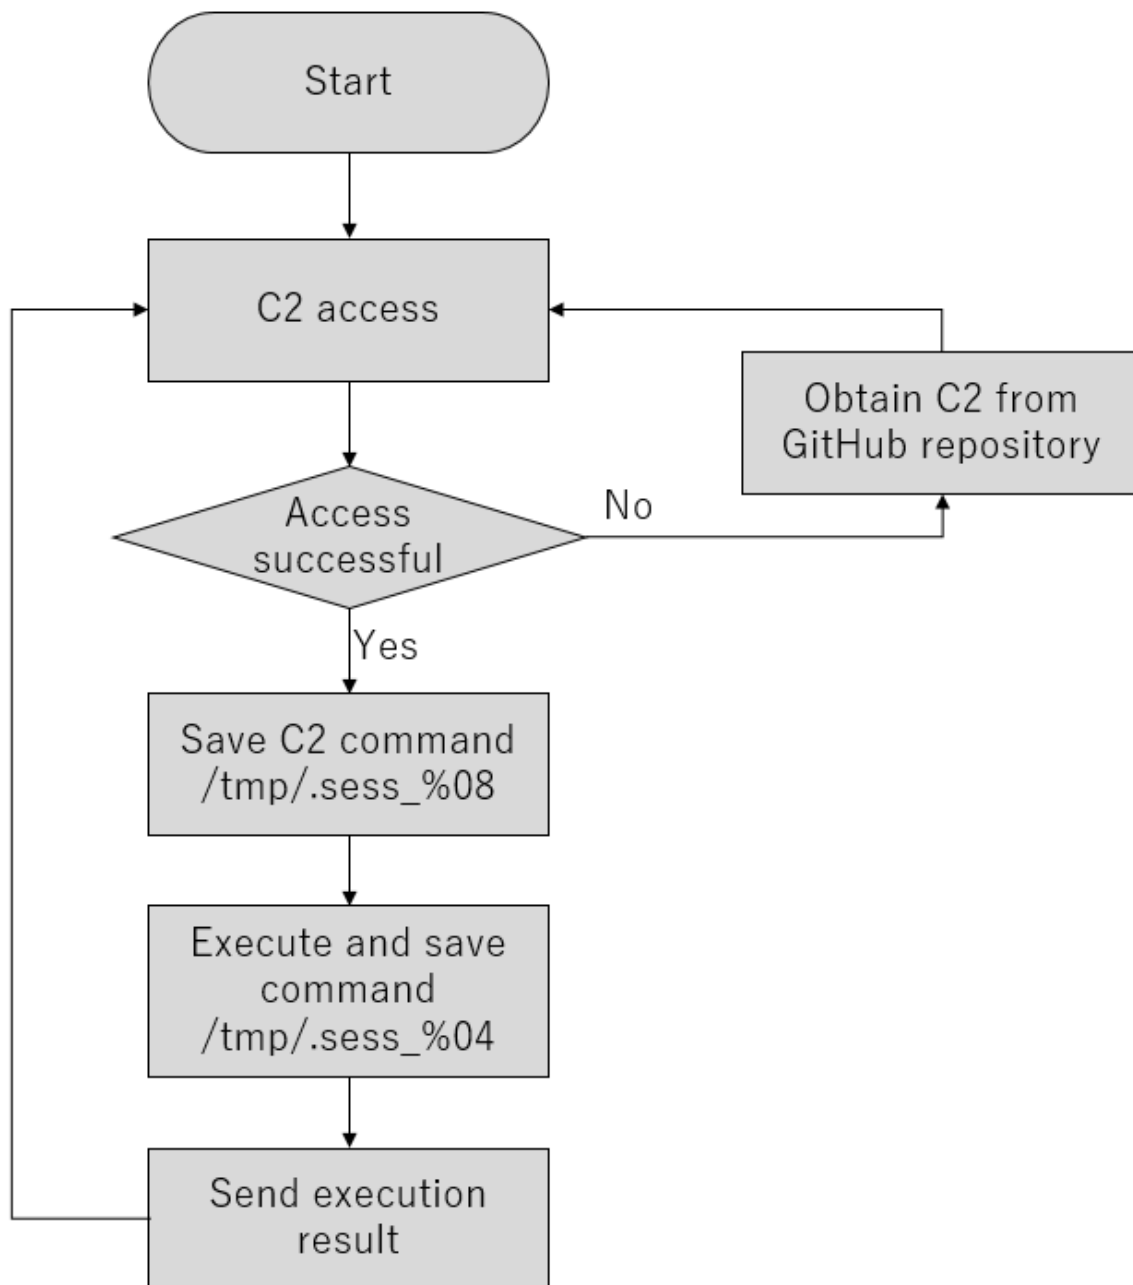 Start
C2 access
Obtain C2 from
GitHub repository
Access
successful
No
Yes
Save C2 command
/tmp/.sess_%08
Execute and save
command
/tmp/.sess_%04
Send execution
result